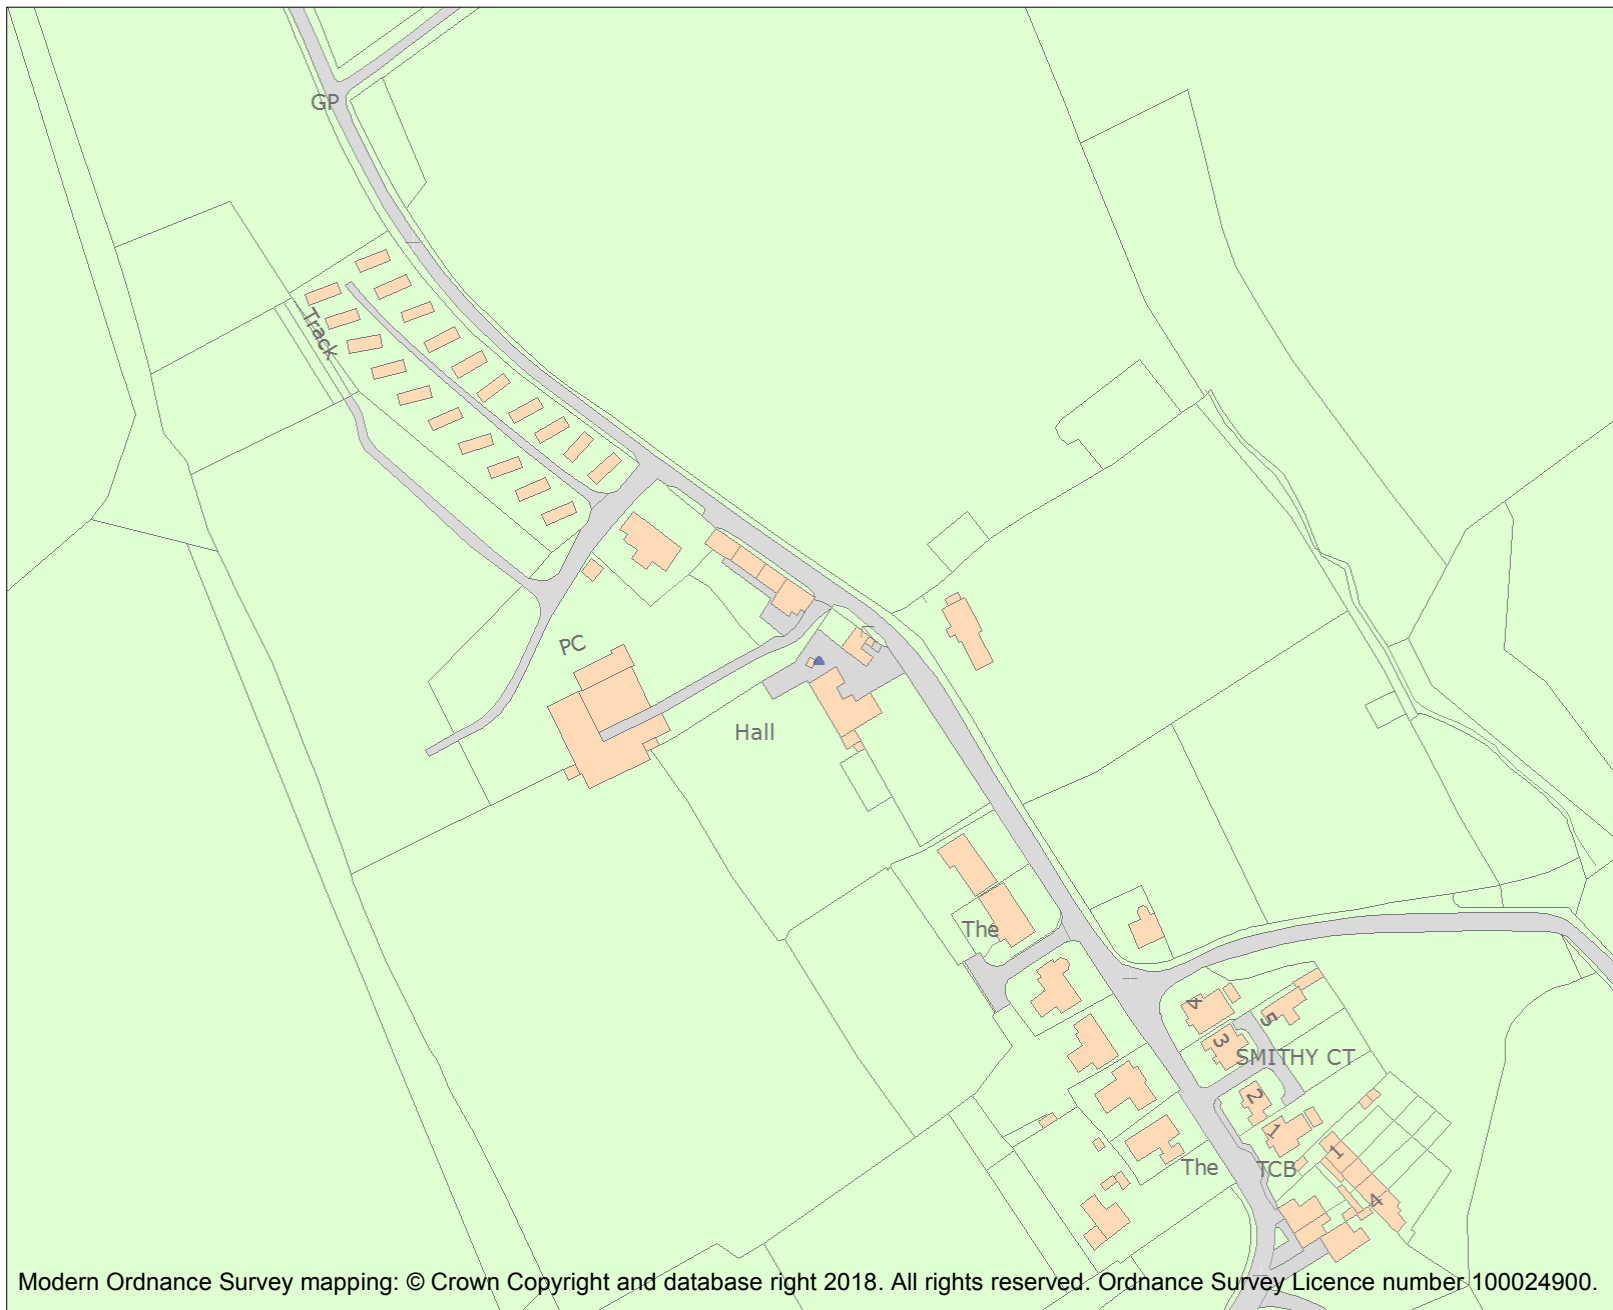 GP
Track
PC
Hall
The
4
5
3
SMITHY CT
2
1
The
TCB
1
4
Modern Ordnance Survey mapping: © Crown Copyright and database right 2018. All rights reserved. Ordnance Survey Licence number 100024900.